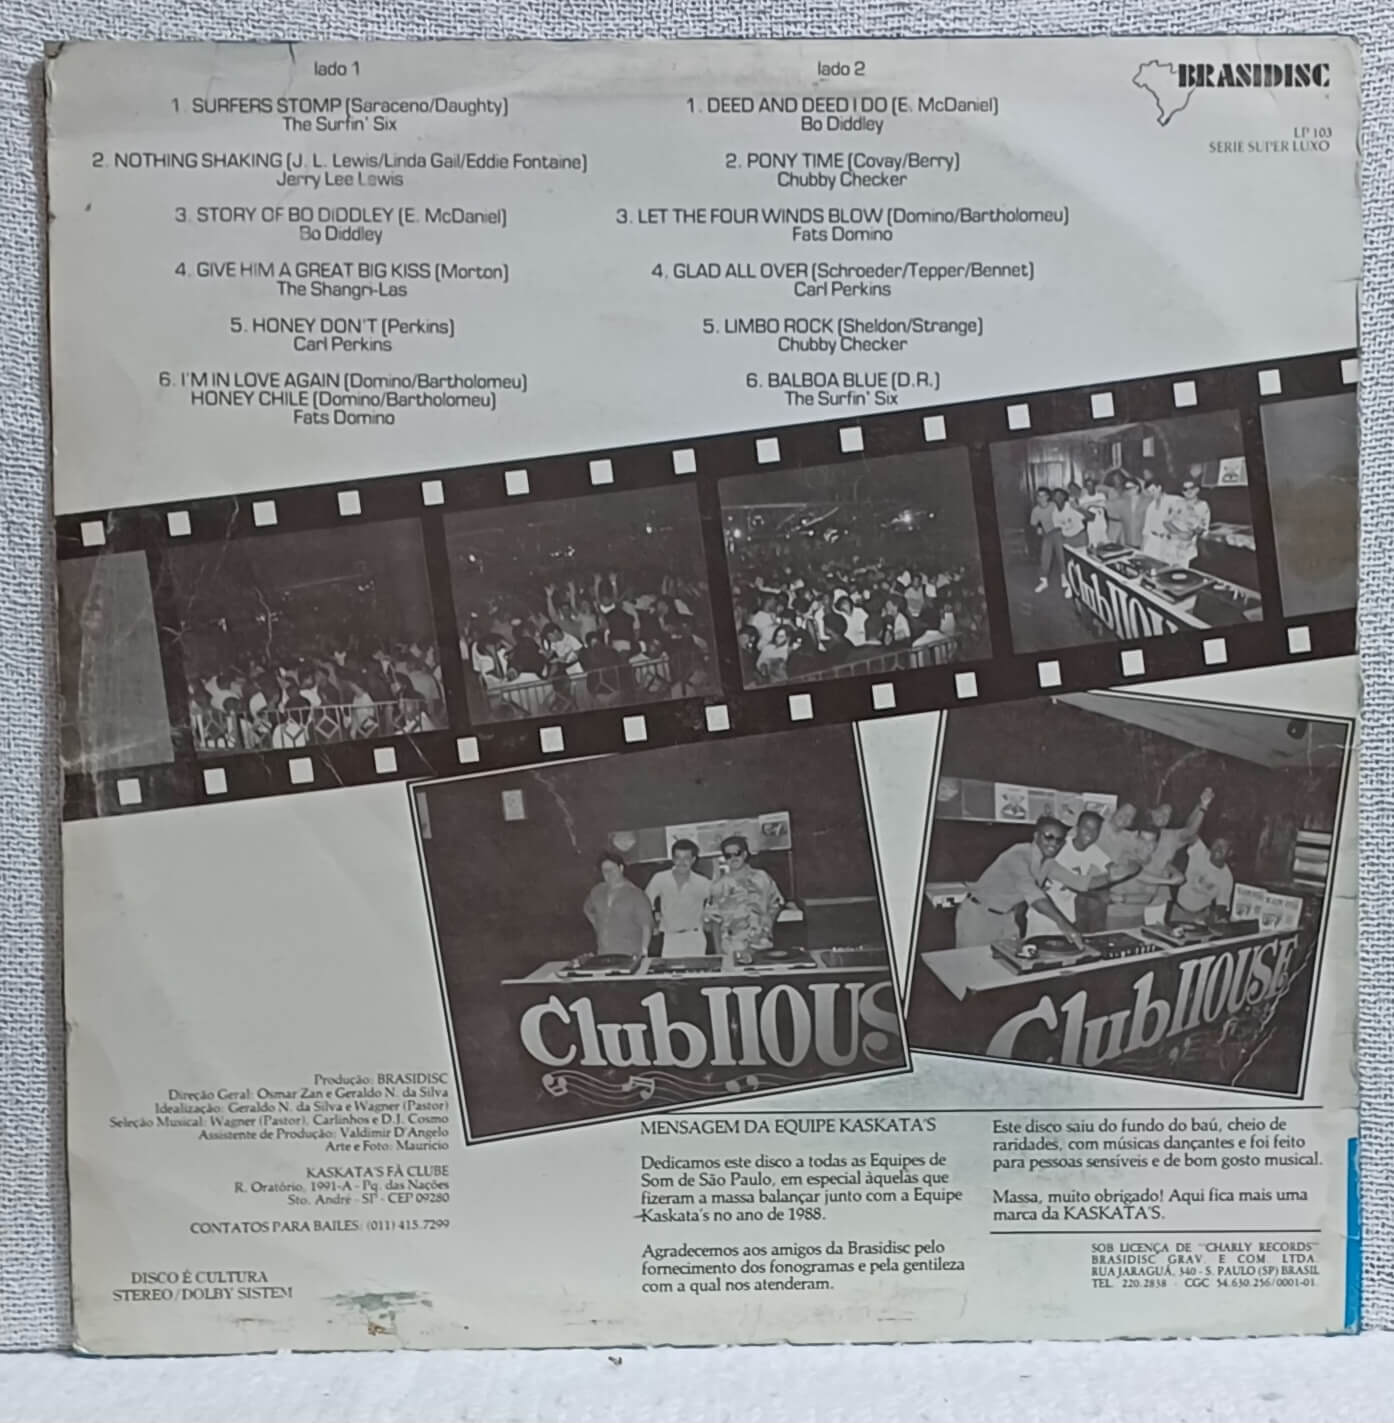 lado 1
1. SURFERS STOMP (Saraceno/Daughty)
The Surfin' Six
2. NOTHING SHAKING (J. L. Lewis/Linda Gail/Eddie Fontaine)
Jerry Lee Lewis
3. STORY OF BO DIDDLEY (E. McDaniel)
Bo Diddley
4. GIVE HIM A GREAT BIG KISS (Morton)
The Shangri-Las
5. HONEY DON'T (Perkins)
Carl Perkins
6. I'M IN LOVE AGAIN (Domino/Bartholomeu)
HONEY CHILE (Domino/Bartholomeu)
Fats Domino
lado 2
1. DEED AND DEED I DO (E. McDaniel)
Bo Diddley
2. PONY TIME (Covay/Berry)
Chubby Checker
3. LET THE FOUR WINDS BLOW (Domino/Bartholomeu)
Fats Domino
4. GLAD ALL OVER (Schroeder/Tepper/Bennet)
Carl Perkins
5. LIMBO ROCK (Sheldon/Strange)
Chubby Checker
6. BALBOA BLUE (D.R.)
The Surfin' Six
BRASIDISC
LP 103
SERIE SUPER LUXO
ClubHOU
ClubHOUS
ClubHOUSE
Produção: BRASIDISC
Direção Geral: Osmar Zan e Geraldo N. da Silva
Idealização: Geraldo N. da Silva e Wagner (Pastor)
Seleção Musical: Wagner (Pastor), Carlinhos e D.J. Cosmo
Assistente de Produção: Valdimir D'Angelo
Arte e Foto: Mauricio
KASKATA'S FÃ CLUBE
R. Oratório, 1991-A - Pq. das Nações
Sto. André - SP - CEP 09280
CONTATOS PARA BAILES: (011) 415.7299
DISCO É CULTURA
STEREO/DOLBY SISTEM
MENSAGEM DA EQUIPE KASKATA'S
Dedicamos este disco a todas as Equipes de
Som de São Paulo, em especial àquelas que
fizeram a massa balançar junto com a Equipe
Kaskata's no ano de 1988.
Agradecemos aos amigos da Brasidisc pelo
fornecimento dos fonogramas e pela gentileza
com a qual nos atenderam.
Este disco saiu do fundo do baú, cheio de
raridades, com músicas dançantes e foi feito
para pessoas sensíveis e de bom gosto musical.
Massa, muito obrigado! Aqui fica mais uma
marca da KASKATA'S.
SOB LICENÇA DE "CHARLY RECORDS"
BRASIDISC GRAV. E COM. LTDA.
RUA JARAGUÁ, 340 - S. PAULO (SP) BRASIL
TEL. 220.2838 - CGC 54.630.256/0001-01